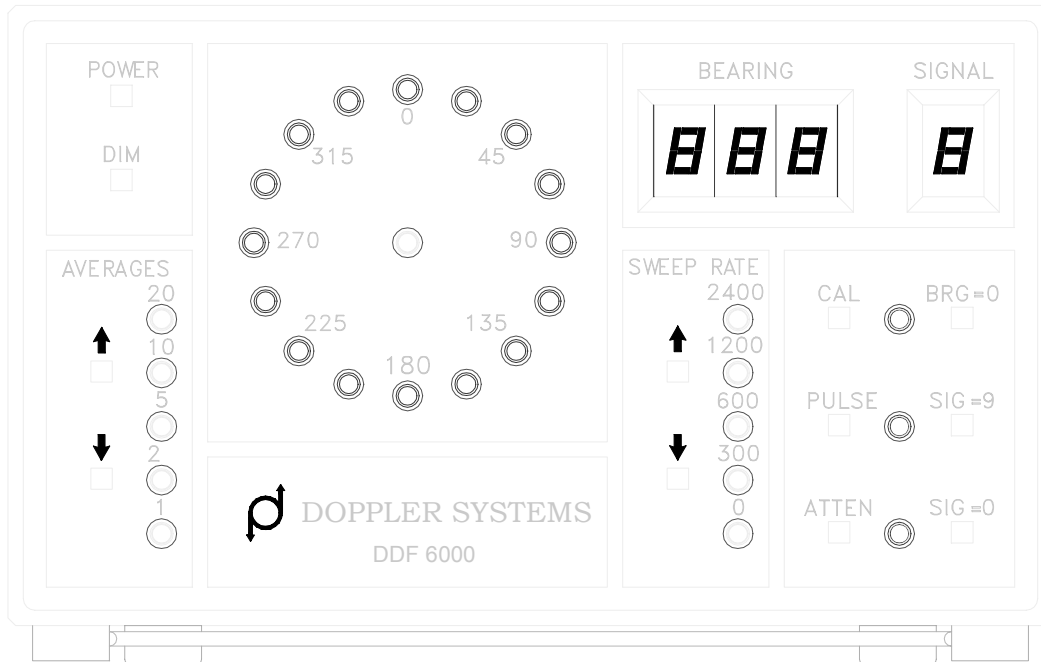 POWER
DIM
0
45
90
135
180
225
270
315
BEARING
888
SIGNAL
8
AVERAGES
20
10
5
2
1
DOPPLER SYSTEMS
DDF 6000
SWEEP RATE
2400
1200
600
300
0
CAL BRG=0
PULSE SIG=9
ATTEN SIG=0